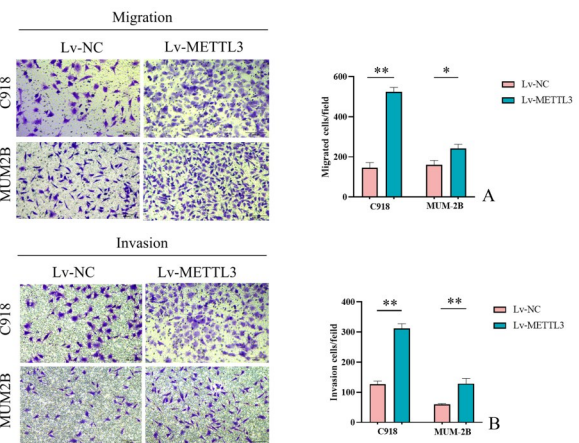 Migration
Lv-NC
Lv-METTL3
C918
MUM2B
Migrated cells/field
600
400
200
0
**
*
C918
MUM-2B
Lv-NC
Lv-METTL3
A
Invasion
Lv-NC
Lv-METTL3
C918
MUM2B
Invasion cells/feild
400
300
200
100
0
**
**
C918
MUM-2B
Lv-NC
Lv-METTL3
B